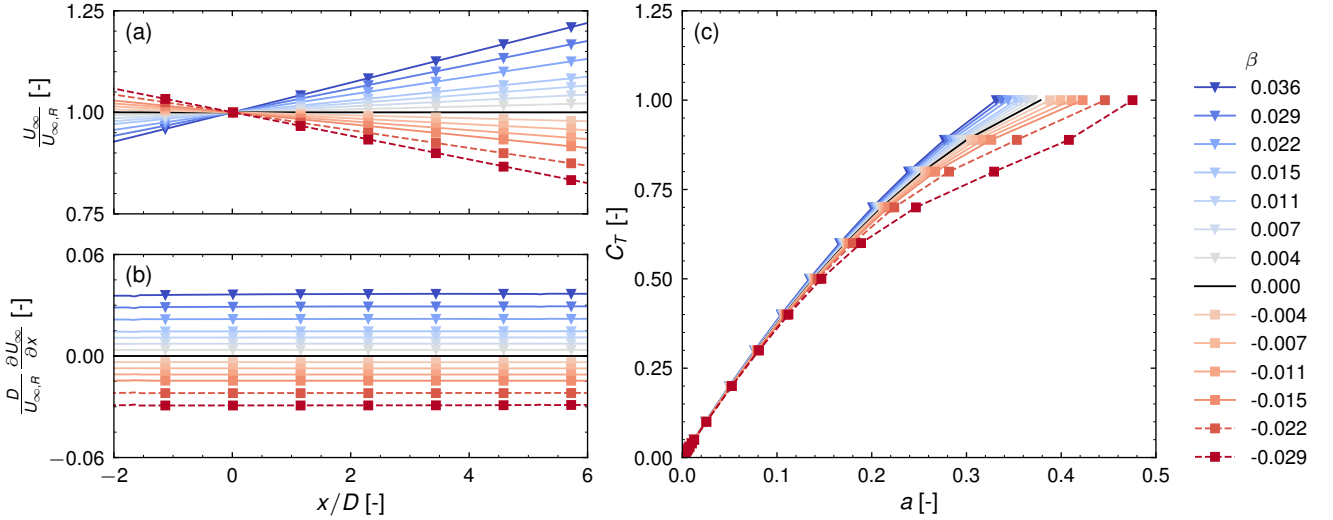 (a)
1.25
1.00
0.75
U∞ / U∞,R [-]
(b)
0.06
0.00
−0.06
D / U∞,R ∂U∞ / ∂x [-]
−2 0 2 4 6
x/D [-]
(c)
1.25
1.00
0.75
0.50
0.25
0.00
C_T [-]
0.0 0.1 0.2 0.3 0.4 0.5
a [-]
β
0.036
0.029
0.022
0.015
0.011
0.007
0.004
0.000
-0.004
-0.007
-0.011
-0.015
-0.022
-0.029